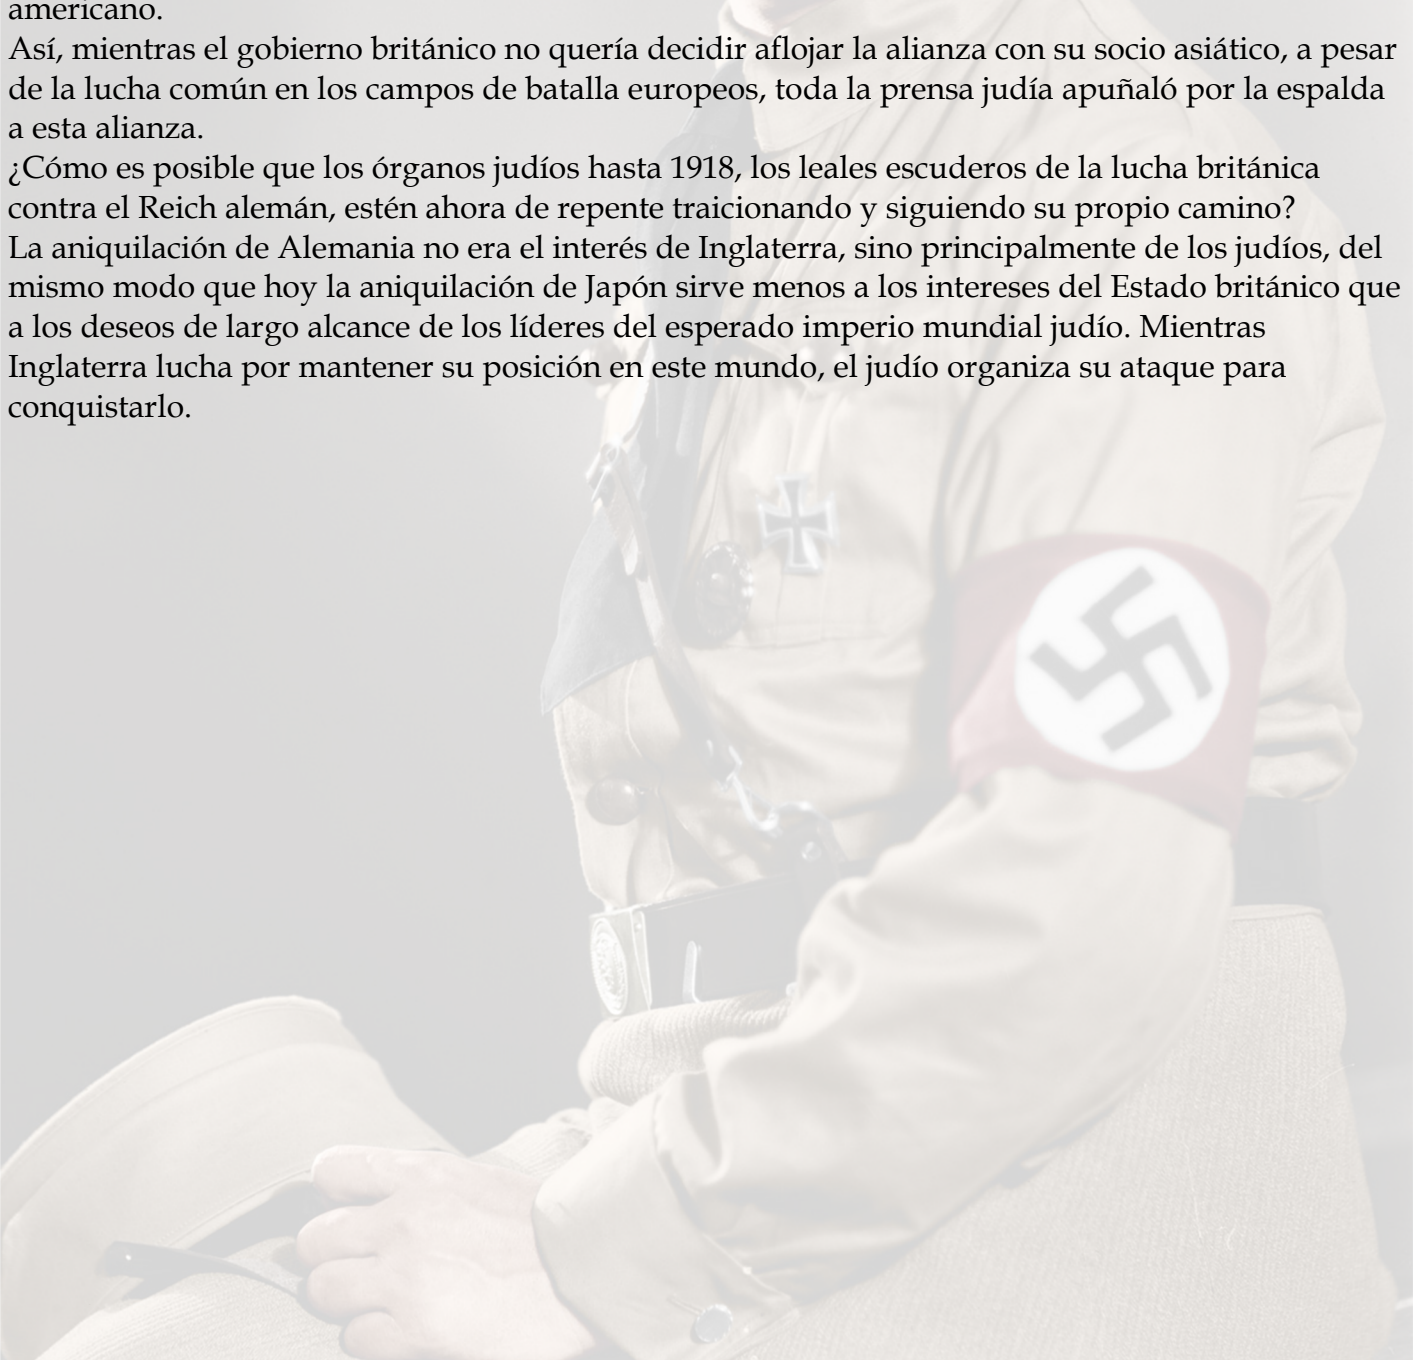 americano.
Así, mientras el gobierno británico no quería decidir aflojar la alianza con su socio asiático, a pesar
de la lucha común en los campos de batalla europeos, toda la prensa judía apuñaló por la espalda
a esta alianza.
¿Cómo es posible que los órganos judíos hasta 1918, los leales escuderos de la lucha británica
contra el Reich alemán, estén ahora de repente traicionando y siguiendo su propio camino?
La aniquilación de Alemania no era el interés de Inglaterra, sino principalmente de los judíos, del
mismo modo que hoy la aniquilación de Japón sirve menos a los intereses del Estado británico que
a los deseos de largo alcance de los líderes del esperado imperio mundial judío. Mientras
Inglaterra lucha por mantener su posición en este mundo, el judío organiza su ataque para
conquistarlo.